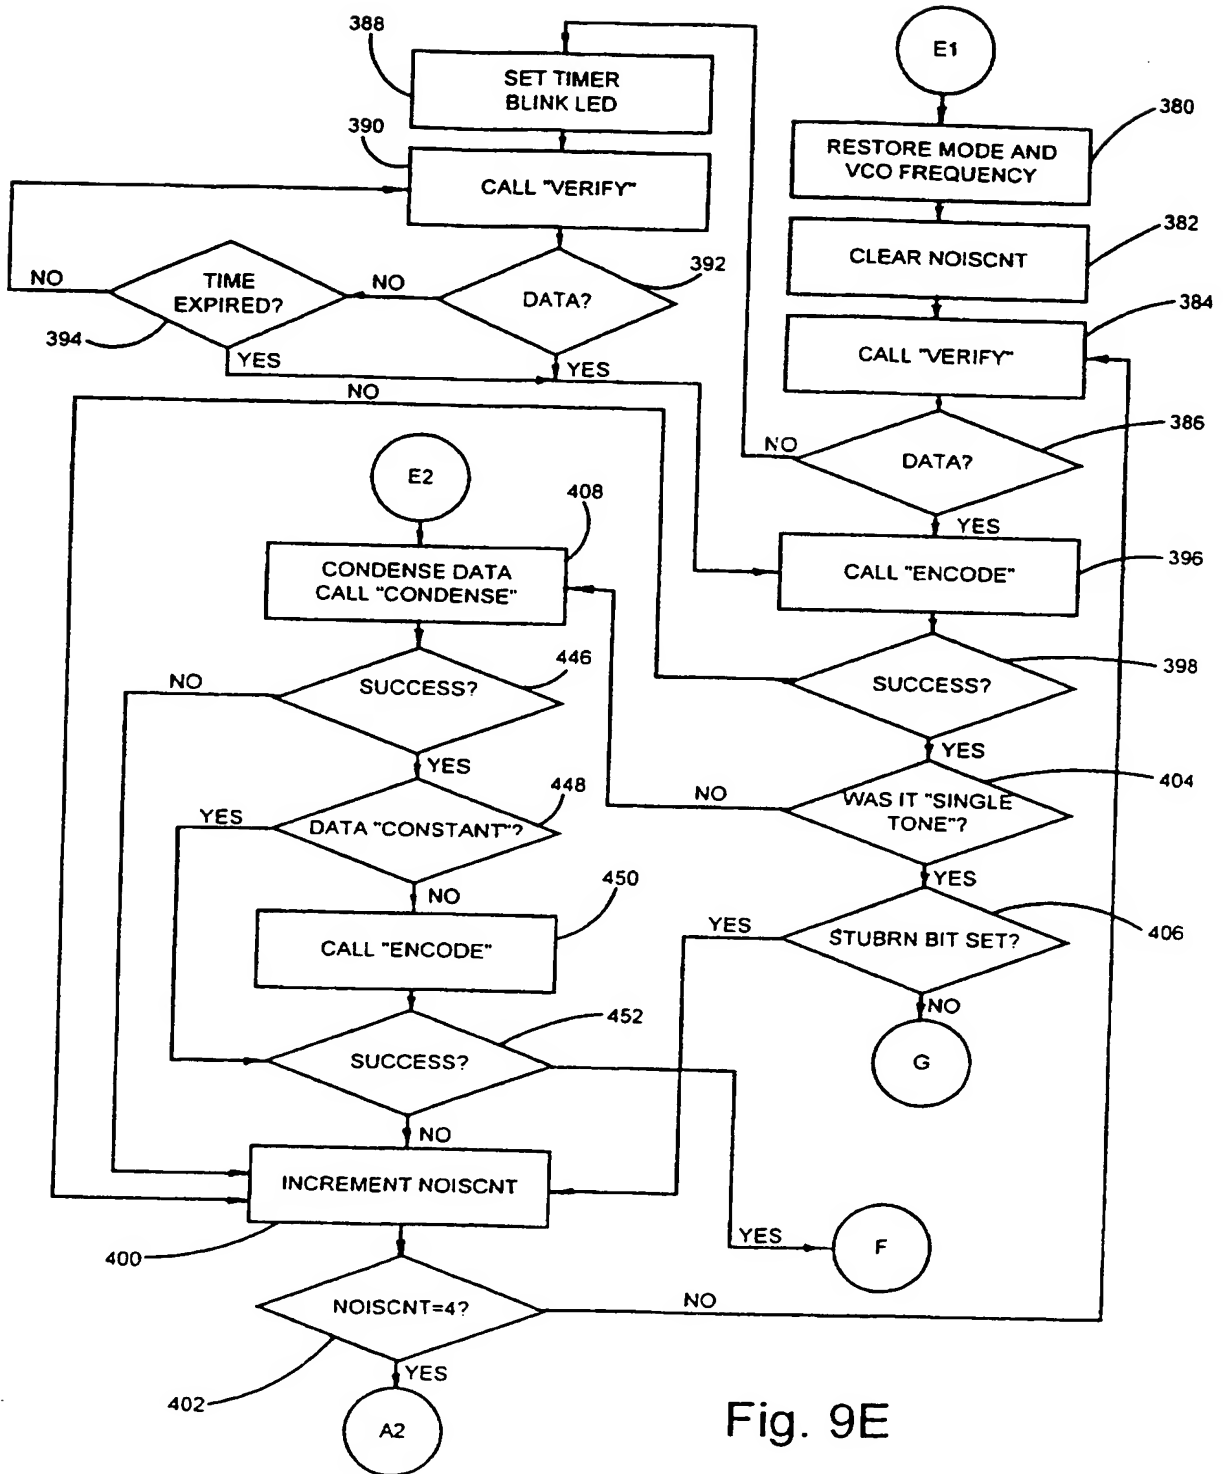 388
SET TIMER
BLINK LED
390
CALL "VERIFY"
NO
TIME
EXPIRED?
394
NO
DATA?
392
YES
YES
NO
E1
380
RESTORE MODE AND
VCO FREQUENCY
382
CLEAR NOISCNT
384
CALL "VERIFY"
386
NO
DATA?
YES
396
CALL "ENCODE"
398
SUCCESS?
YES
404
NO
WAS IT "SINGLE
TONE"?
YES
YES
STUBRN BIT SET?
406
NO
G
E2
408
CONDENSE DATA
CALL "CONDENSE"
446
NO
SUCCESS?
YES
448
YES
DATA "CONSTANT"?
NO
450
CALL "ENCODE"
452
SUCCESS?
NO
INCREMENT NOISCNT
400
YES
F
NOISCNT=4?
NO
402
YES
A2
Fig. 9E